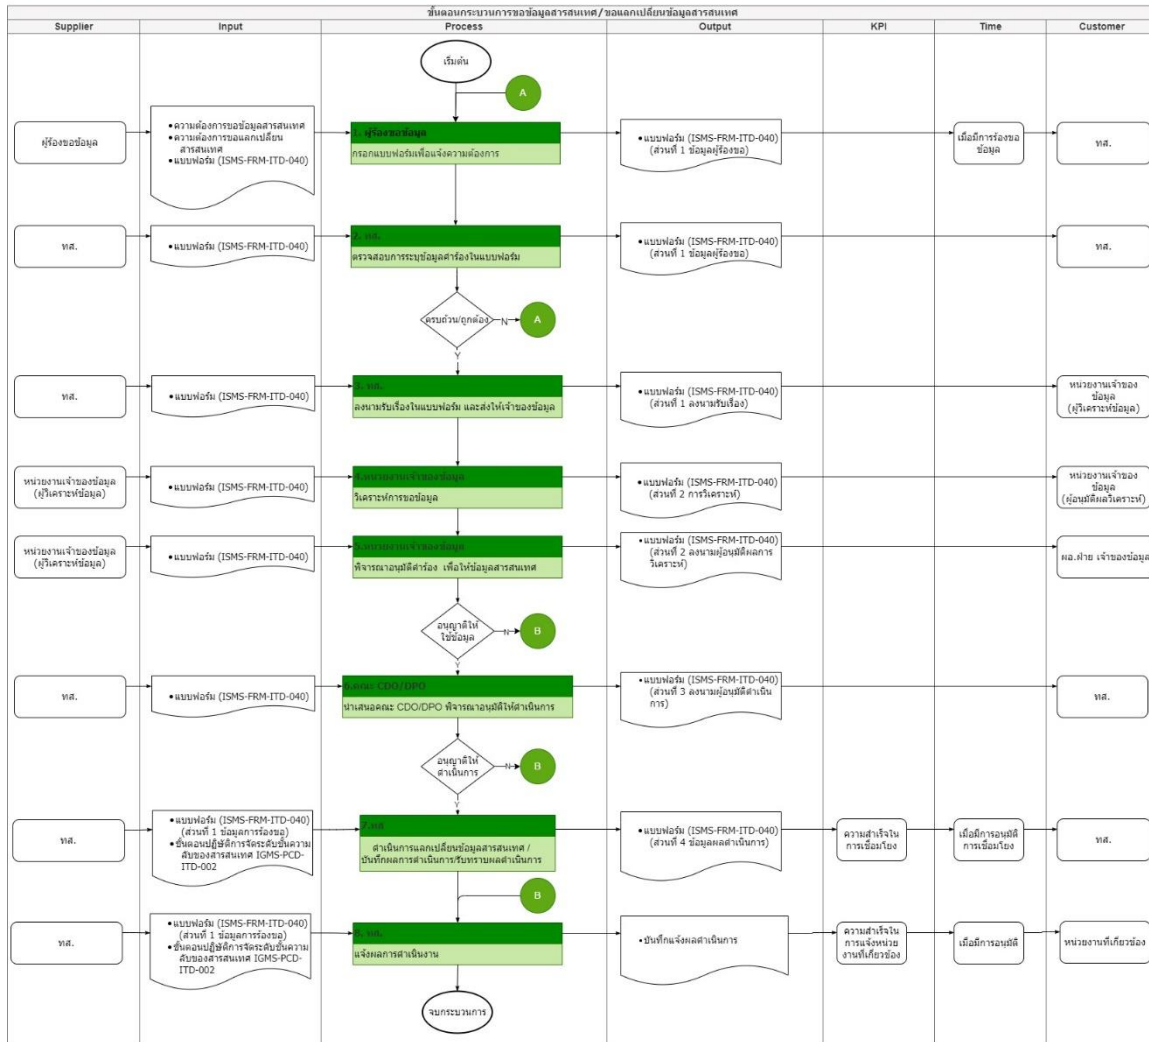 ขั้นตอนกระบวนการขอข้อมูลสารสนเทศ/ขอแลกเปลี่ยนข้อมูลสารสนเทศ
Supplier
Input
Process
Output
KPI
Time
Customer
เริ่มต้น
A
ผู้ร้องขอข้อมูล
•ความต้องการขอข้อมูลสารสนเทศ
•ความต้องการขอแลกเปลี่ยน
สารสนเทศ
•แบบฟอร์ม (ISMS-FRM-ITD-040)
1. ผู้ร้องขอข้อมูล
กรอกแบบฟอร์มเพื่อแจ้งความต้องการ
•แบบฟอร์ม (ISMS-FRM-ITD-040)
(ส่วนที่ 1 ข้อมูลผู้ร้องขอ)
เมื่อมีการร้องขอ
ข้อมูล
ทส.
ทส.
•แบบฟอร์ม (ISMS-FRM-ITD-040)
2. ทส.
ตรวจสอบการระบุข้อมูลคำร้องในแบบฟอร์ม
•แบบฟอร์ม (ISMS-FRM-ITD-040)
(ส่วนที่ 1 ข้อมูลผู้ร้องขอ)
ทส.
ครบถ้วน/ถูกต้อง
N
A
Y
ทส.
•แบบฟอร์ม (ISMS-FRM-ITD-040)
3. ทส.
ลงนามรับเรื่องในแบบฟอร์ม และส่งให้เจ้าของข้อมูล
•แบบฟอร์ม (ISMS-FRM-ITD-040)
(ส่วนที่ 1 ลงนามรับเรื่อง)
หน่วยงานเจ้าของ
ข้อมูล
(ผู้วิเคราะห์ข้อมูล)
หน่วยงานเจ้าของข้อมูล
(ผู้วิเคราะห์ข้อมูล)
•แบบฟอร์ม (ISMS-FRM-ITD-040)
4.หน่วยงานเจ้าของข้อมูล
วิเคราะห์การขอข้อมูล
•แบบฟอร์ม (ISMS-FRM-ITD-040)
(ส่วนที่ 2 การวิเคราะห์)
หน่วยงานเจ้าของ
ข้อมูล
(ผู้อนุมัติผลวิเคราะห์)
หน่วยงานเจ้าของข้อมูล
(ผู้วิเคราะห์ข้อมูล)
•แบบฟอร์ม (ISMS-FRM-ITD-040)
5.หน่วยงานเจ้าของข้อมูล
พิจารณาอนุมัติคำร้อง เพื่อให้ข้อมูลสารสนเทศ
•แบบฟอร์ม (ISMS-FRM-ITD-040)
(ส่วนที่ 2 ลงนามผู้อนุมัติผลการ
วิเคราะห์)
ผอ.ฝ่าย เจ้าของข้อมูล
อนุญาติให้
ใช้ข้อมูล
N
B
Y
ทส.
•แบบฟอร์ม (ISMS-FRM-ITD-040)
6.คณะ CDO/DPO
นำเสนอคณะ CDO/DPO พิจารณาอนุมัติให้ดำเนินการ
•แบบฟอร์ม (ISMS-FRM-ITD-040)
(ส่วนที่ 3 ลงนามผู้อนุมัติดำเนิน
การ)
ทส.
อนุญาติให้
ดำเนินการ
N
B
Y
ทส.
•แบบฟอร์ม (ISMS-FRM-ITD-040)
(ส่วนที่ 1 ข้อมูลการร้องขอ)
•ขั้นตอนปฏิบัติการจัดระดับชั้นความ
ลับของสารสนเทศ IGMS-PCD-
ITD-002
7.ทส
ดำเนินการแลกเปลี่ยนข้อมูลสารสนเทศ /
บันทึกผลการดำเนินการ/รับทราบผลดำเนินการ
•แบบฟอร์ม (ISMS-FRM-ITD-040)
(ส่วนที่ 4 ข้อมูลผลดำเนินการ)
ความสำเร็จใน
การเชื่อมโยง
เมื่อมีการอนุมัติ
การเชื่อมโยง
ทส.
B
ทส.
•แบบฟอร์ม (ISMS-FRM-ITD-040)
(ส่วนที่ 1 ข้อมูลการร้องขอ)
•ขั้นตอนปฏิบัติการจัดระดับชั้นความ
ลับของสารสนเทศ IGMS-PCD-
ITD-002
8. ทส.
แจ้งผลการดำเนินงาน
•บันทึกแจ้งผลดำเนินการ
ความสำเร็จใน
การแจ้งหน่วย
งานที่เกี่ยวข้อง
เมื่อมีการอนุมัติ
หน่วยงานที่เกี่ยวข้อง
จบกระบวนการ